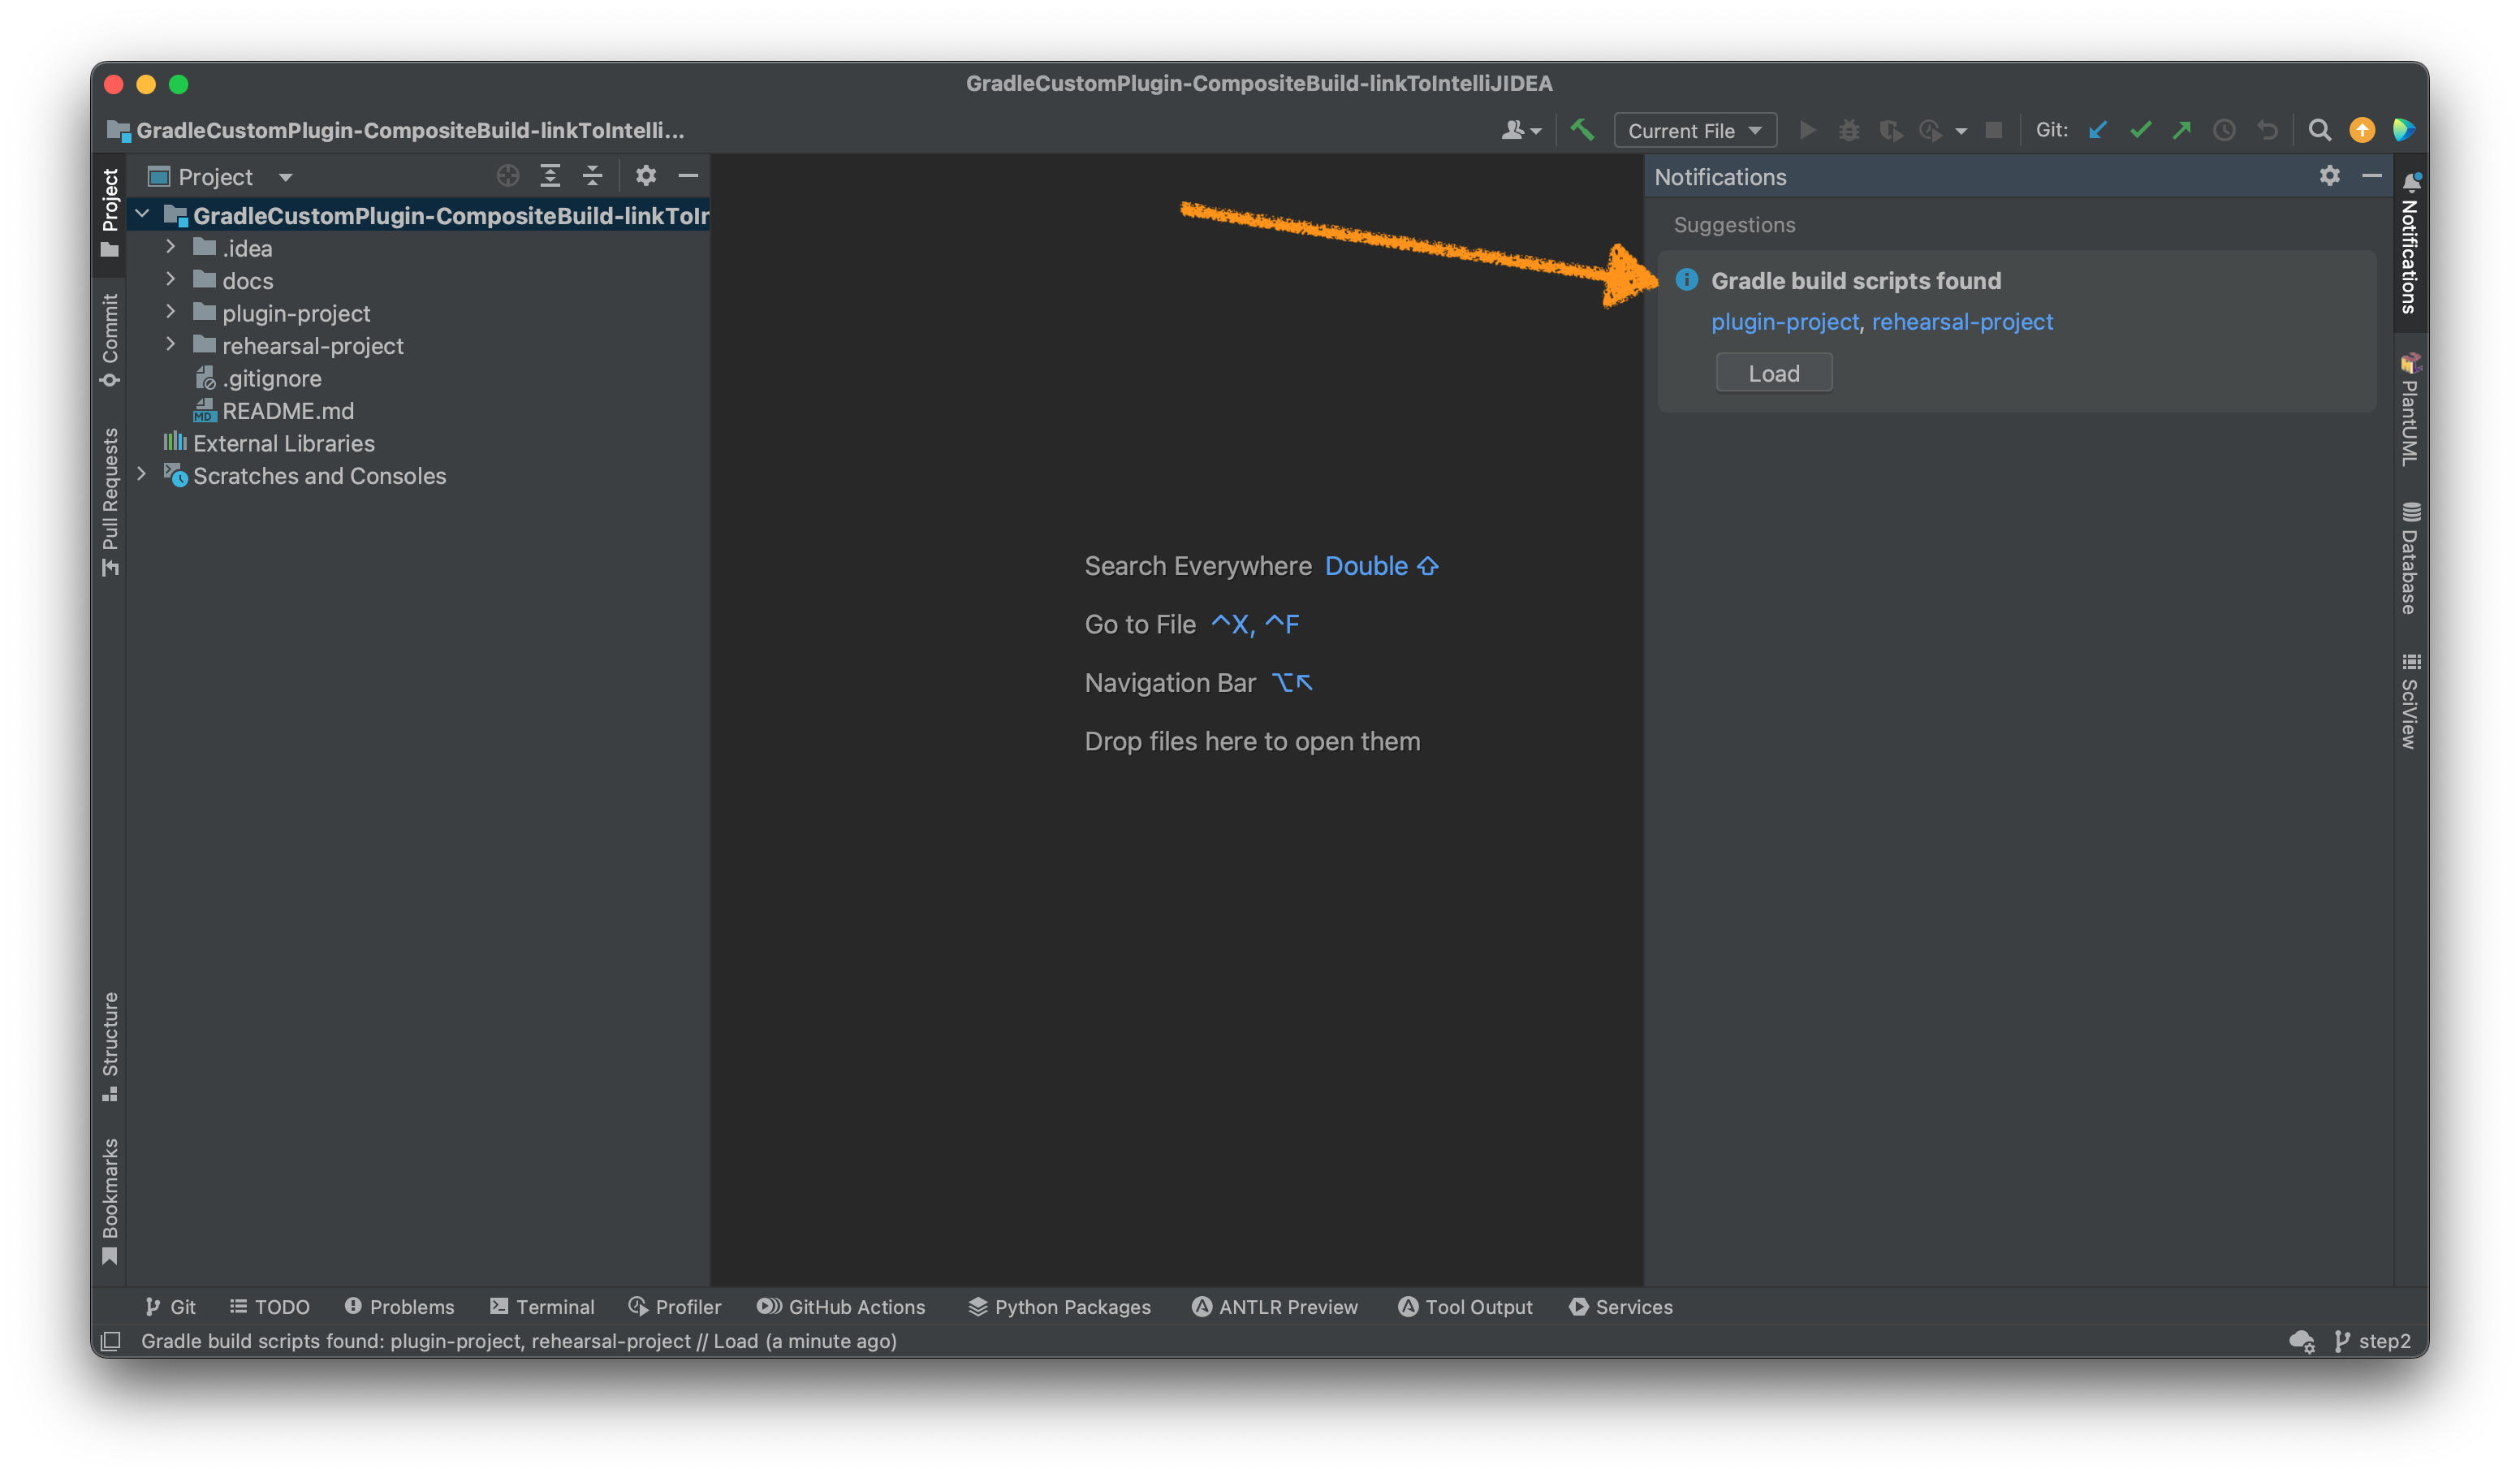 GradleCustomPlugin-CompositeBuild-linkToIntelliJIDEA
GradleCustomPlugin-CompositeBuild-linkToIntelli...
Current File
Git:
Project
Commit
Pull Requests
Structure
Bookmarks
Project
GradleCustomPlugin-CompositeBuild-linkToIn
.idea
docs
plugin-project
rehearsal-project
.gitignore
MD README.md
External Libraries
Scratches and Consoles
Search Everywhere Double ⇧
Go to File ^X, ^F
Navigation Bar ⌥↖
Drop files here to open them
Notifications
Suggestions
Gradle build scripts found
plugin-project, rehearsal-project
Load
Notifications
PlantUML
Database
SciView
Git TODO Problems Terminal Profiler GitHub Actions Python Packages ANTLR Preview Tool Output Services
Gradle build scripts found: plugin-project, rehearsal-project // Load (a minute ago)
step2